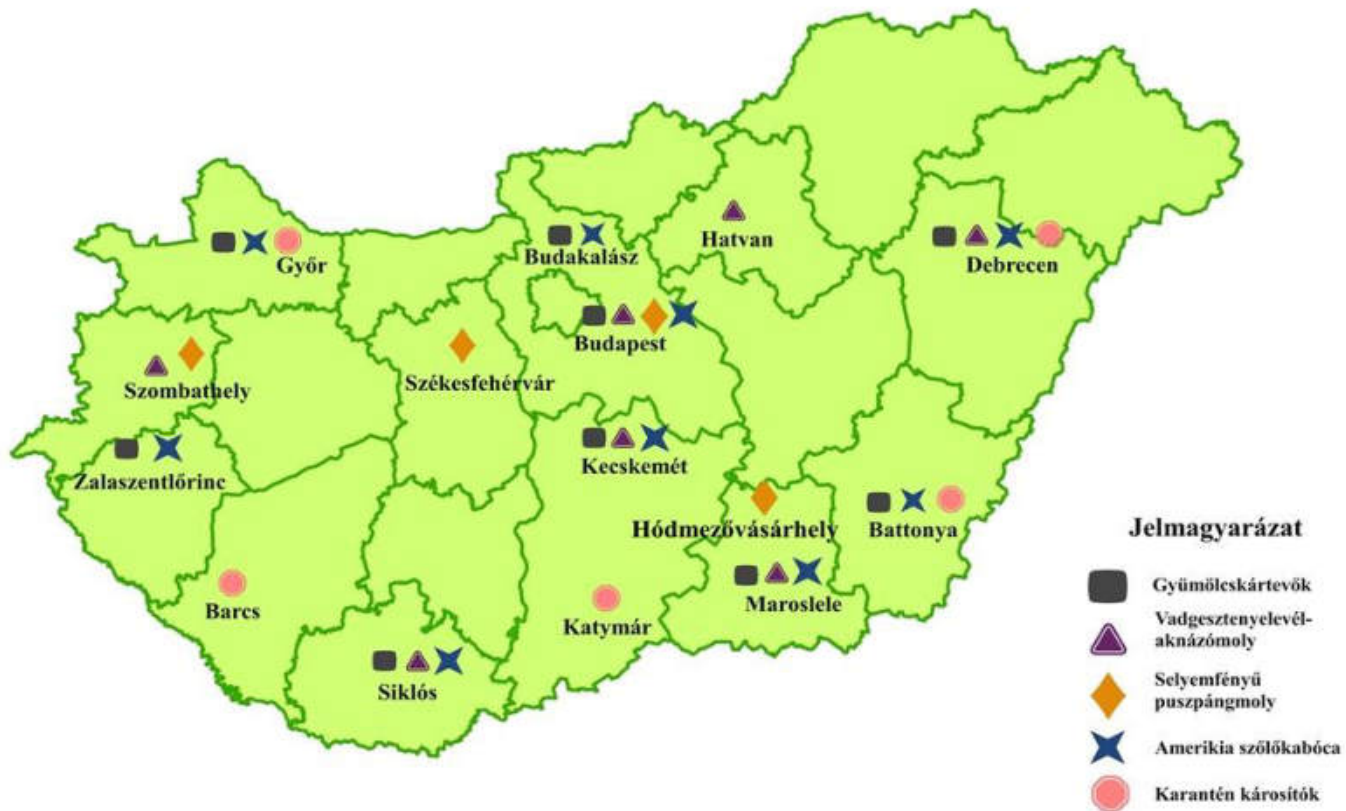 Hatvan
Budakalász
Győr
Debrecen
Budapest
Székesfehérvár
Szombathely
Kecskemét
Zalaszentlőrinc
Hódmezővásárhely
Battonya
Maroslele
Barcs
Katymár
Siklós
Jelmagyarázat
Gyümölcskártevők
Vadgesztenyelevél-
aknázómoly
Selyemfényű
puszpángmoly
Amerikia szőlőkabóca
Karantén károsítók